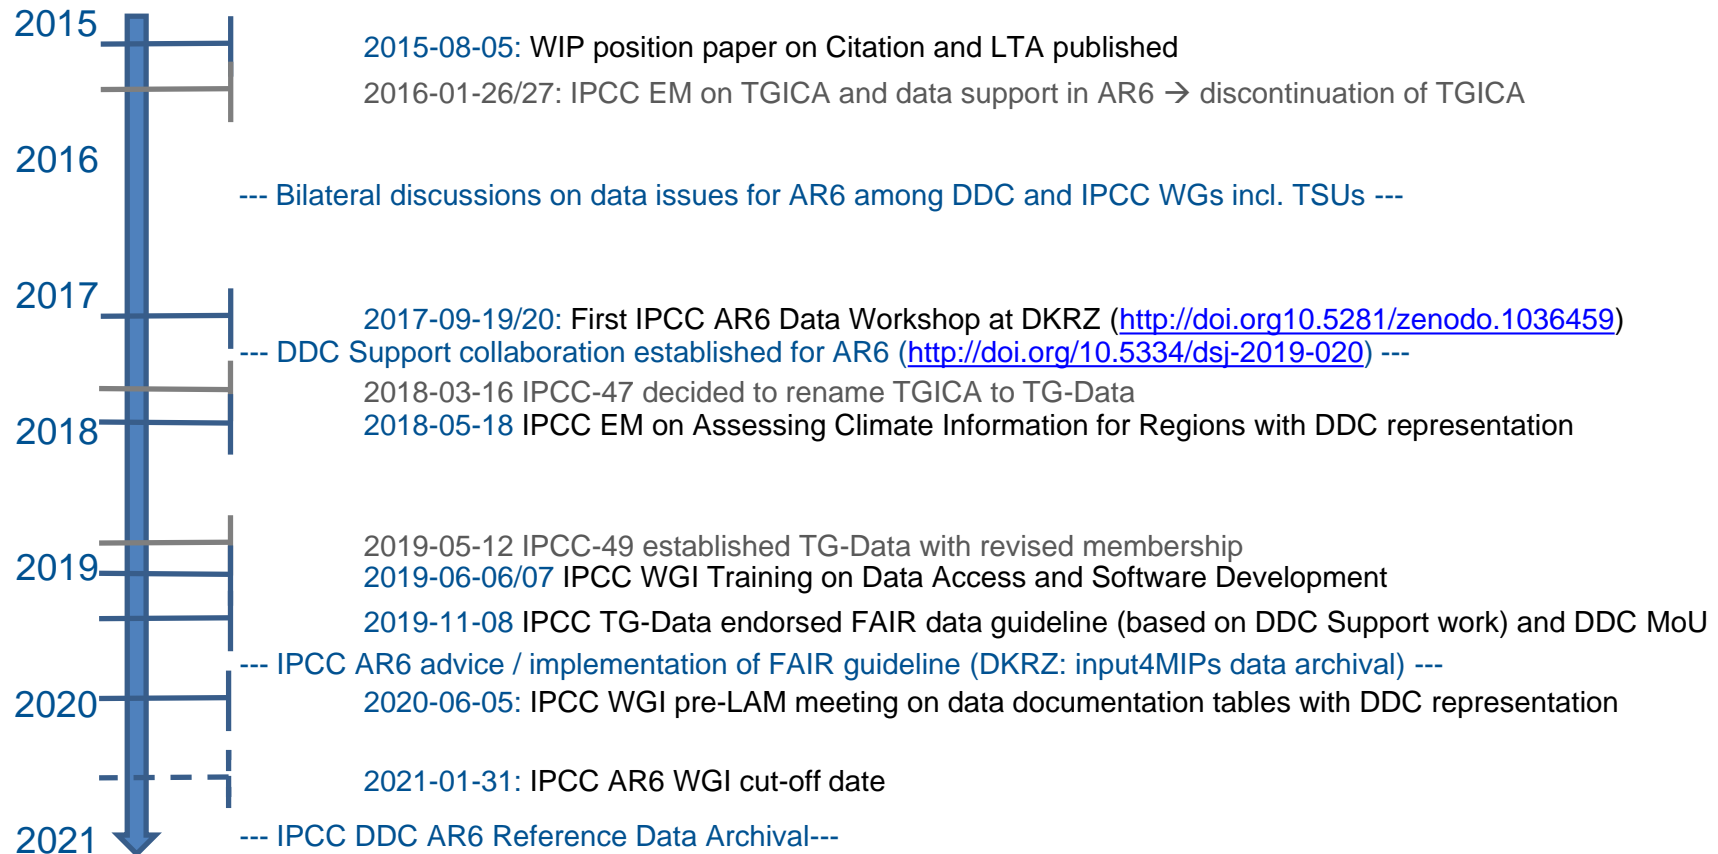 2015
2015-08-05: WIP position paper on Citation and LTA published
2016-01-26/27: IPCC EM on TGICA and data support in AR6 → discontinuation of TGICA
2016
--- Bilateral discussions on data issues for AR6 among DDC and IPCC WGs incl. TSUs ---
2017
2017-09-19/20: First IPCC AR6 Data Workshop at DKRZ (http://doi.org10.5281/zenodo.1036459)
--- DDC Support collaboration established for AR6 (http://doi.org/10.5334/dsj-2019-020) ---
2018-03-16 IPCC-47 decided to rename TGICA to TG-Data
2018
2018-05-18 IPCC EM on Assessing Climate Information for Regions with DDC representation
2019-05-12 IPCC-49 established TG-Data with revised membership
2019
2019-06-06/07 IPCC WGI Training on Data Access and Software Development
2019-11-08 IPCC TG-Data endorsed FAIR data guideline (based on DDC Support work) and DDC MoU
--- IPCC AR6 advice / implementation of FAIR guideline (DKRZ: input4MIPs data archival) ---
2020
2020-06-05: IPCC WGI pre-LAM meeting on data documentation tables with DDC representation
2021-01-31: IPCC AR6 WGI cut-off date
2021
--- IPCC DDC AR6 Reference Data Archival---